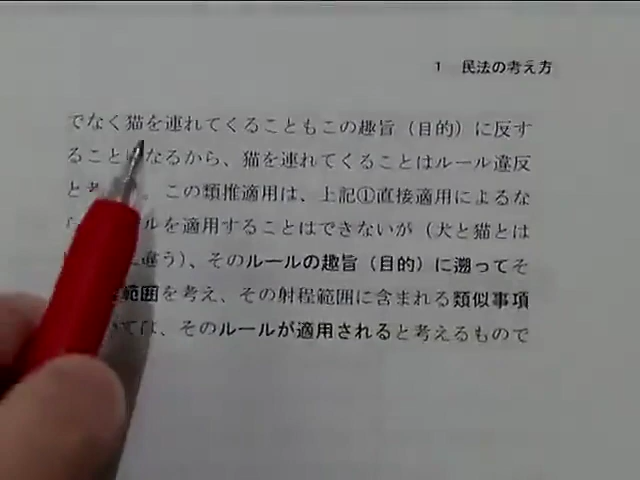 1 民法の考え方
でなく猫を連れてくることもこの趣旨（目的）に反す
ることになるから、猫を連れてくることはルール違反
と考 。この類推適用は、上記①直接適用によるな
ルを適用することはできないが（犬と猫とは
違う）、そのルールの趣旨（目的）に遡ってそ
範囲を考え、その射程範囲に含まれる類似事項
ては、そのルールが適用されると考えるもので